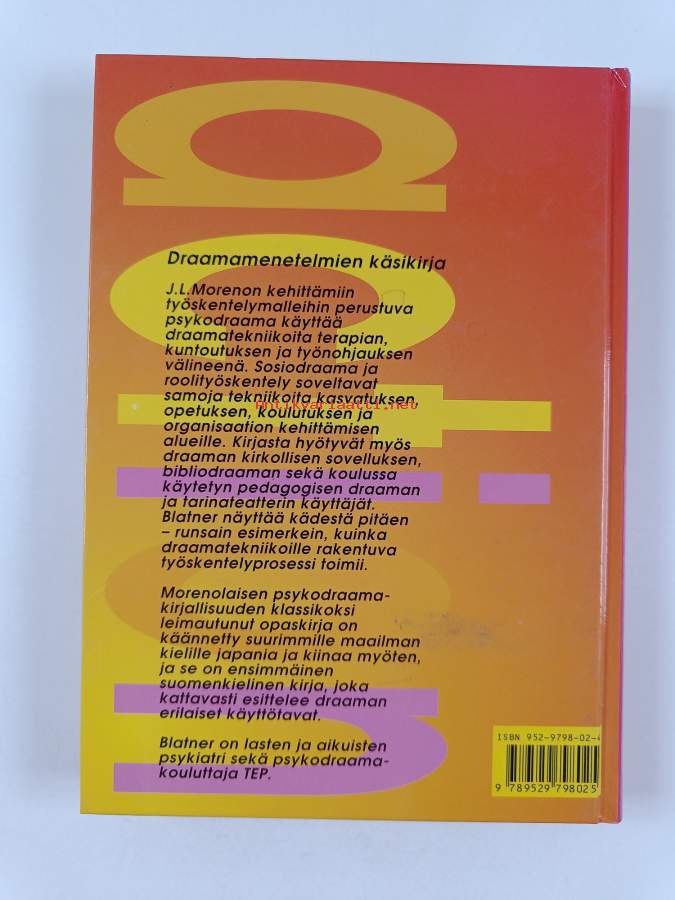 Draamamenetelmien käsikirja
J.L.Morenon kehittämiin
työskentelymalleihin perustuva
psykodraama käyttää
draamatekniikoita terapian,
kuntoutuksen ja työnohjauksen
välineenä. Sosiodraama ja
roolityöskentely soveltavat
samoja tekniikoita kasvatuksen,
Antikvariaatti.net
opetuksen, koulutuksen ja
organisaation kehittämisen
alueille. Kirjasta hyötyvät myös
draaman kirkollisen sovelluksen,
bibliodraaman sekä koulussa
käytetyn pedagogisen draaman
ja tarinateatterin käyttäjät.
Blatner näyttää kädestä pitäen
– runsain esimerkein, kuinka
draamatekniikoille rakentuva
työskentelyprosessi toimii.
Morenolaisen psykodraama-
kirjallisuuden klassikoksi
leimautunut opaskirja on
käännetty suurimmille maailman
kielille japania ja kiinaa myöten,
ja se on ensimmäinen
suomenkielinen kirja, joka
kattavasti esittelee draaman
erilaiset käyttötavat.
Blatner on lasten ja aikuisten
psykiatri sekä psykodraama-
kouluttaja TEP.
ISBN 952-9798-02-4
9 789529 798025